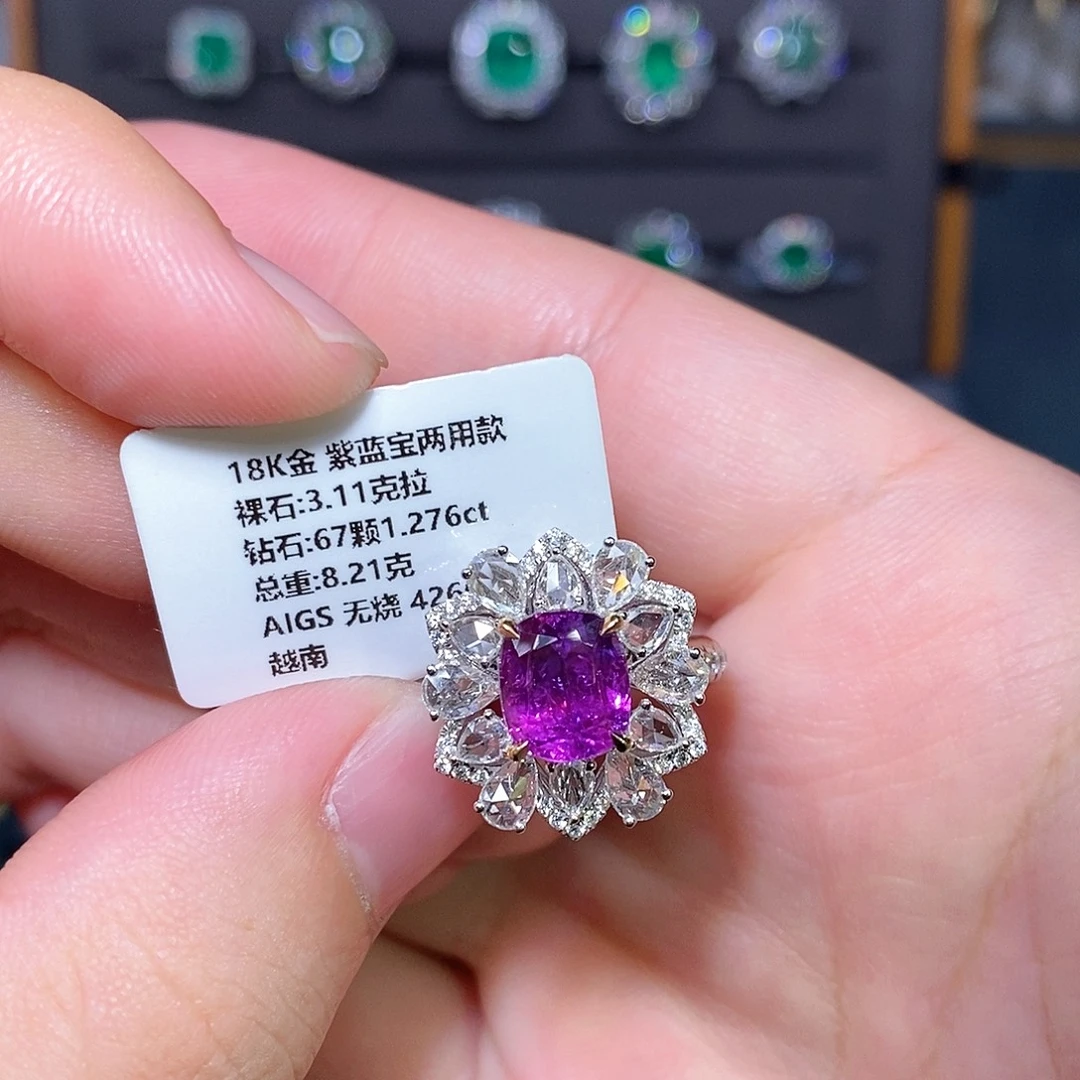 18K金 紫蓝宝两用款
裸石:3.11克拉
钻石:67颗1.276ct
总重:8.21克
AIGS 无烧 426
越南